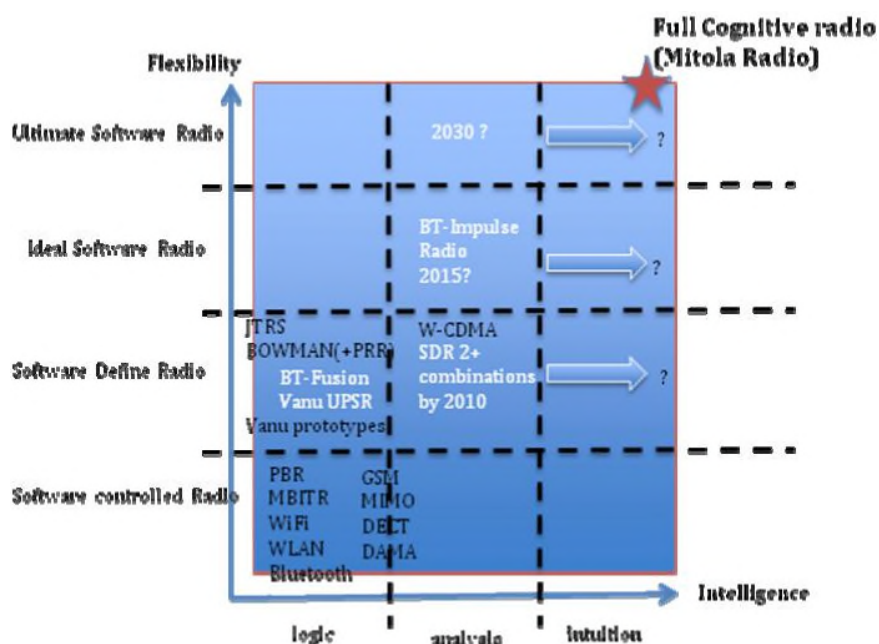 Full Cognitive radio
(Mitola Radio)
Flexibility
Ultimate Software Radio
2030 ?
?
Ideal Software Radio
BT-Impulse
Radio
2015?
?
JTRS
BOWMAN(+PRR)
BT-Fusion
Vanu UPSR
Vanu prototypes
W-CDMA
SDR 2+
combinations
by 2010
Software Define Radio
?
Software controlled Radio
PBR
MBITR
WiFi
WLAN
Bluetooth
GSM
MIMO
DECT
DAMA
Intelligence
logic
analysis
intuition